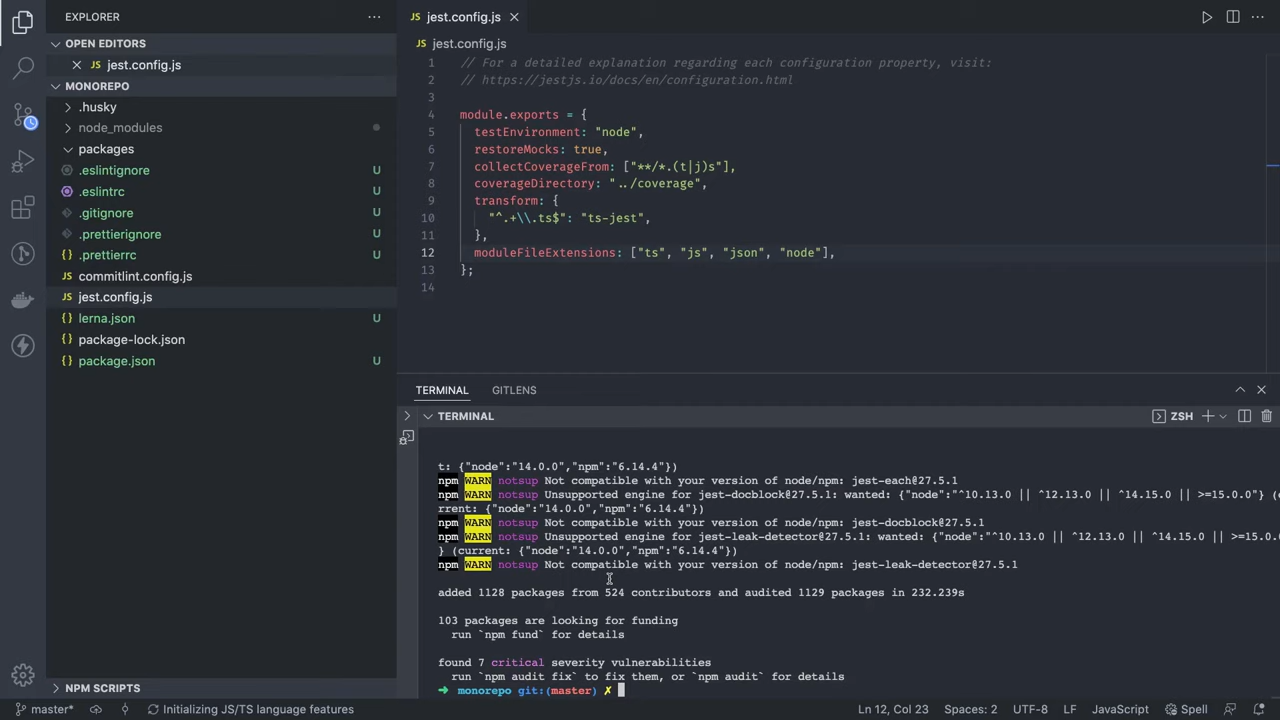 EXPLORER
OPEN EDITORS
JS jest.config.js
MONOREPO
.husky
node_modules
packages
.eslintignore U
.eslintrc U
.gitignore U
.prettierignore U
.prettierrc U
JS commitlint.config.js
JS jest.config.js
{} lerna.json U
{} package-lock.json
{} package.json U
NPM SCRIPTS
JS jest.config.js
JS jest.config.js
1 // For a detailed explanation regarding each configuration property, visit:
2 // https://jestjs.io/docs/en/configuration.html
3
4 module.exports = {
5 testEnvironment: "node",
6 restoreMocks: true,
7 collectCoverageFrom: ["**/*.(t|j)s"],
8 coverageDirectory: "../coverage",
9 transform: {
10 "^.+\\.ts$": "ts-jest",
11 },
12 moduleFileExtensions: ["ts", "js", "json", "node"],
13 };
14
TERMINAL GITLENS
TERMINAL ZSH
t: {"node":"14.0.0","npm":"6.14.4"})
npm WARN notsup Not compatible with your version of node/npm: jest-each@27.5.1
npm WARN notsup Unsupported engine for jest-docblock@27.5.1: wanted: {"node":"^10.13.0 || ^12.13.0 || ^14.15.0 || >=15.0.0"} (c
rrent: {"node":"14.0.0","npm":"6.14.4"})
npm WARN notsup Not compatible with your version of node/npm: jest-docblock@27.5.1
npm WARN notsup Unsupported engine for jest-leak-detector@27.5.1: wanted: {"node":"^10.13.0 || ^12.13.0 || ^14.15.0 || >=15.0.
} (current: {"node":"14.0.0","npm":"6.14.4"})
npm WARN notsup Not compatible with your version of node/npm: jest-leak-detector@27.5.1
added 1128 packages from 524 contributors and audited 1129 packages in 232.239s
103 packages are looking for funding
run `npm fund` for details
found 7 critical severity vulnerabilities
run `npm audit fix` to fix them, or `npm audit` for details
➜ monorepo git:(master) ✗
master* Initializing JS/TS language features Ln 12, Col 23 Spaces: 2 UTF-8 LF JavaScript Spell